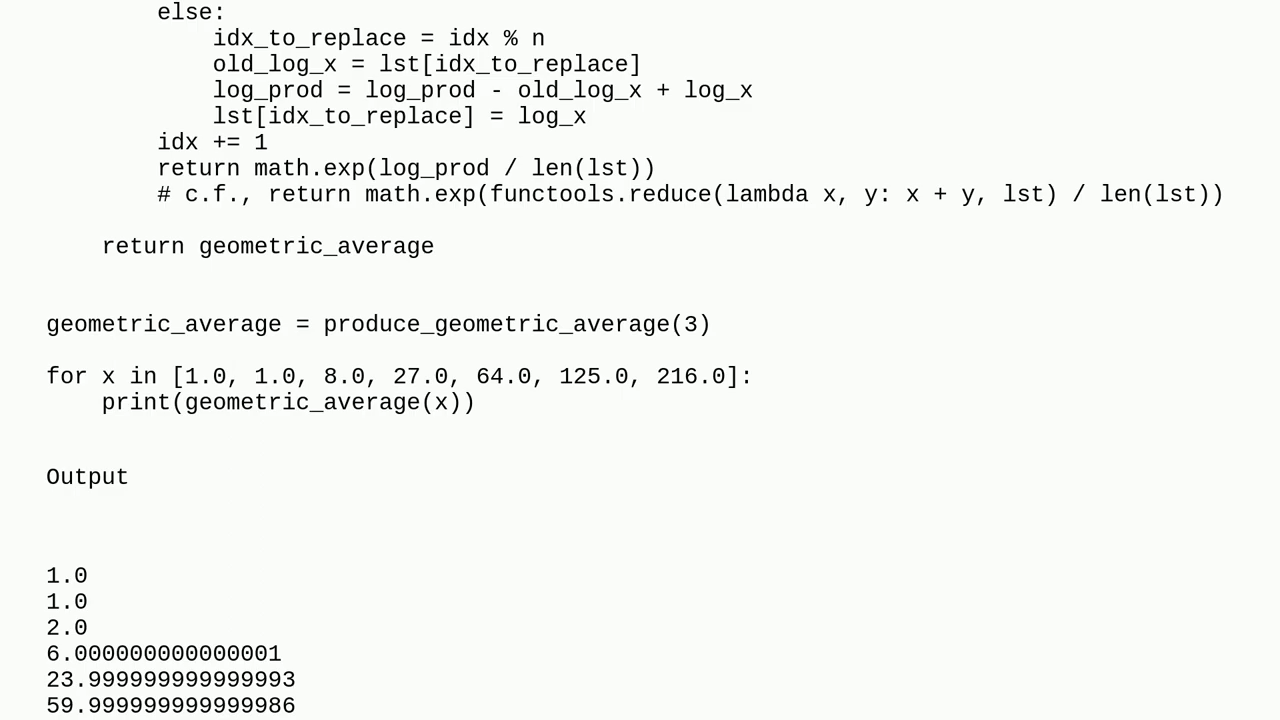 else:
idx_to_replace = idx % n
old_log_x = lst[idx_to_replace]
log_prod = log_prod - old_log_x + log_x
lst[idx_to_replace] = log_x
idx += 1
return math.exp(log_prod / len(lst))
# c.f., return math.exp(functools.reduce(lambda x, y: x + y, lst) / len(lst))
return geometric_average
geometric_average = produce_geometric_average(3)
for x in [1.0, 1.0, 8.0, 27.0, 64.0, 125.0, 216.0]:
print(geometric_average(x))
Output
1.0
1.0
2.0
6.000000000000001
23.999999999999993
59.999999999999986